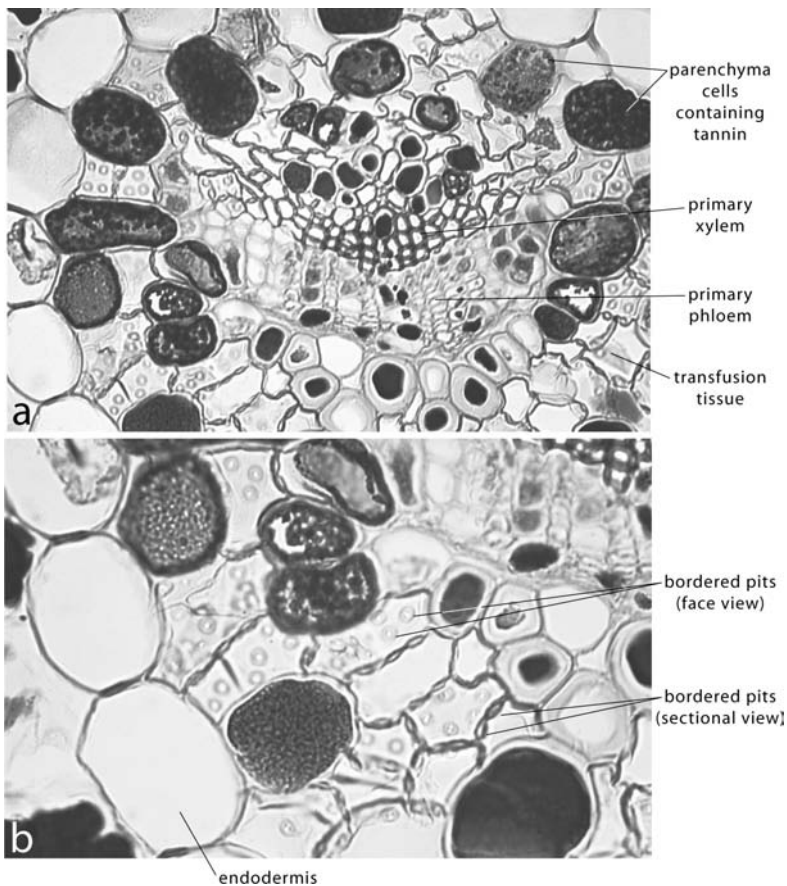 parenchyma
cells
containing
tannin
primary
xylem
primary
phloem
transfusion
tissue
a
bordered pits
(face view)
bordered pits
(sectional view)
b
endodermis